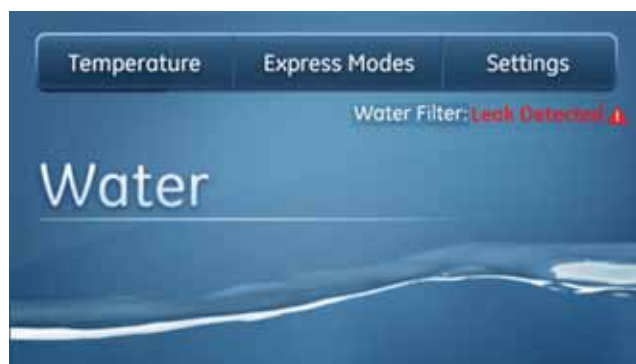 Temperature Express Modes Settings
Water Filter: Leak Detected
Water